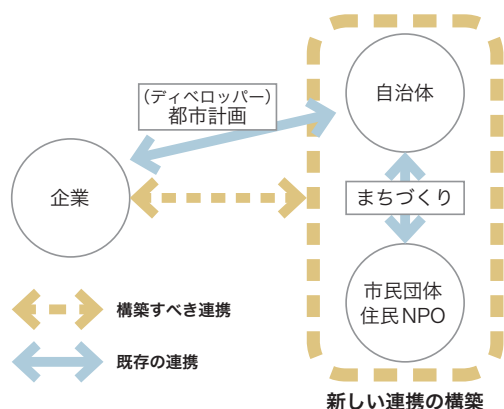 (ディベロッパー)
都市計画
自治体
企業
まちづくり
市民団体
住民NPO
構築すべき連携
既存の連携
新しい連携の構築